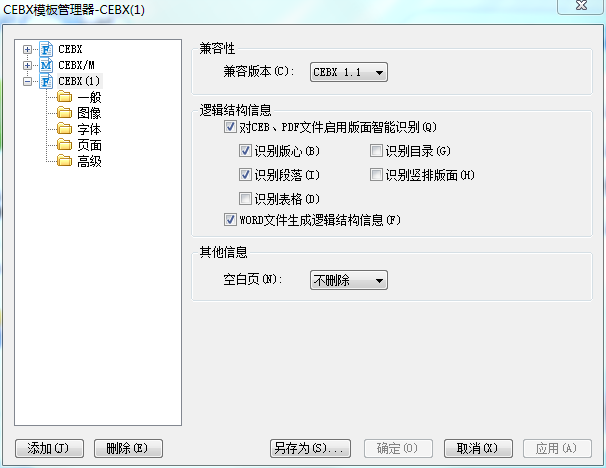 CEBX模板管理器-CEBX(1)
CEBX
CEBX/M
CEBX(1)
一般
图像
字体
页面
高级
兼容性
兼容版本(C):
CEBX 1.1
逻辑结构信息
对CEB、PDF文件启用版面智能识别(Q)
识别版心(B)
识别目录(G)
识别段落(I)
识别竖排版面(H)
识别表格(D)
WORD文件生成逻辑结构信息(F)
其他信息
空白页(N):
不删除
添加(J)
删除(E)
另存为(S)...
确定(O)
取消(X)
应用(A)